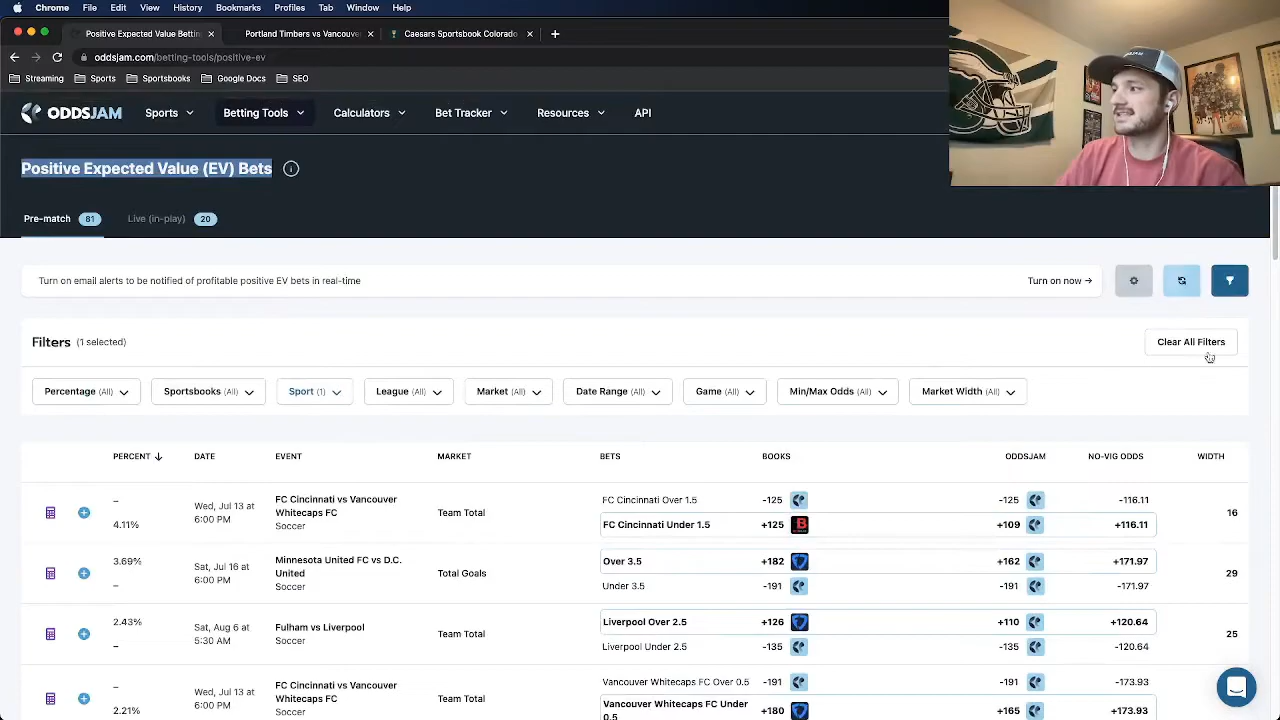 Chrome File Edit View History Bookmarks Profiles Tab Window Help
Positive Expected Value Bettin × Portland Timbers vs Vancouver × Caesars Sportsbook Colorado × +
oddsjam.com/betting-tools/positive-ev
Streaming Sports Sportsbooks Google Docs SEO
ODDSJAM Sports Betting Tools Calculators Bet Tracker Resources API
Positive Expected Value (EV) Bets
Pre-match 81 Live (in-play) 20
Turn on email alerts to be notified of profitable positive EV bets in real-time Turn on now →
Filters (1 selected) Clear All Filters
Percentage (All) Sportsbooks (All) Sport (1) League (All) Market (All) Date Range (All) Game (All) Min/Max Odds (All) Market Width (All)
PERCENT ↓ DATE EVENT MARKET BETS BOOKS ODDSJAM NO-VIG ODDS WIDTH
– 4.11%
Wed, Jul 13 at
6:00 PM
FC Cincinnati vs Vancouver
Whitecaps FC
Soccer
Team Total
FC Cincinnati Over 1.5 -125 -125 -116.11
FC Cincinnati Under 1.5 +125 B +109 +116.11
16
3.69% –
Sat, Jul 16 at
6:00 PM
Minnesota United FC vs D.C.
United
Soccer
Total Goals
Over 3.5 +182 +162 +171.97
Under 3.5 -191 -191 -171.97
29
2.43% –
Sat, Aug 6 at
5:30 AM
Fulham vs Liverpool
Soccer
Team Total
Liverpool Over 2.5 +126 +110 +120.64
Liverpool Under 2.5 -135 -135 -120.64
25
– 2.21%
Wed, Jul 13 at
6:00 PM
FC Cincinnati vs Vancouver
Whitecaps FC
Soccer
Team Total
Vancouver Whitecaps FC Over 0.5 -191 -191 -173.93
Vancouver Whitecaps FC Under
0.5 +180 +165 +173.93